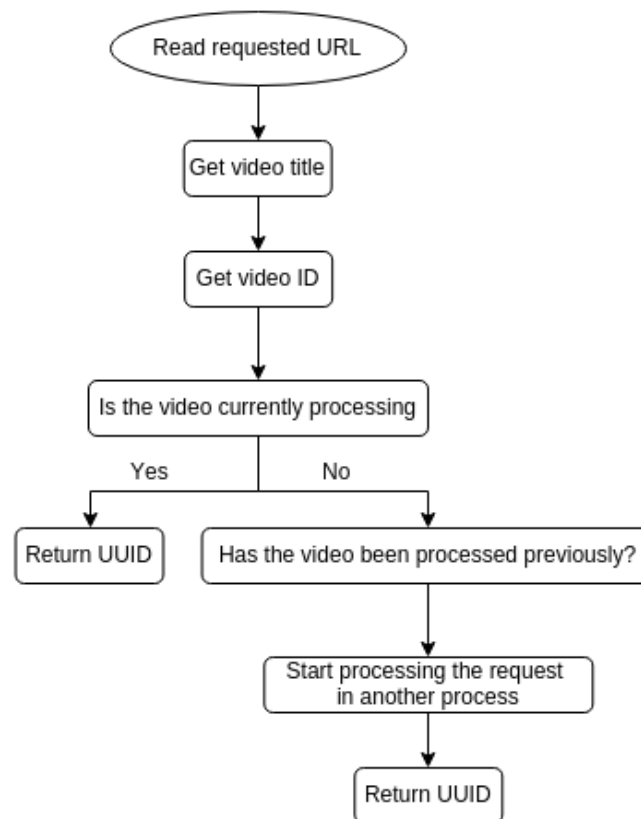 Read requested URL
Get video title
Get video ID
Is the video currently processing
Yes
No
Return UUID
Has the video been processed previously?
Start processing the request
in another process
Return UUID